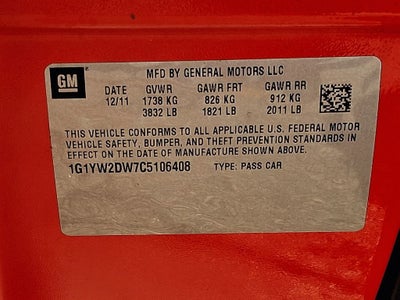 GM
MFD BY GENERAL MOTORS LLC
DATE GVWR GAWR FRT GAWR RR
12/11 1738 KG 826 KG 912 KG
3832 LB 1821 LB 2011 LB
THIS VEHICLE CONFORMS TO ALL APPLICABLE U.S. FEDERAL MOTOR
VEHICLE SAFETY, BUMPER, AND THEFT PREVENTION STANDARDS IN
EFFECT ON THE DATE OF MANUFACTURE SHOWN ABOVE.
1G1YW2DW7C5106408 TYPE: PASS CAR